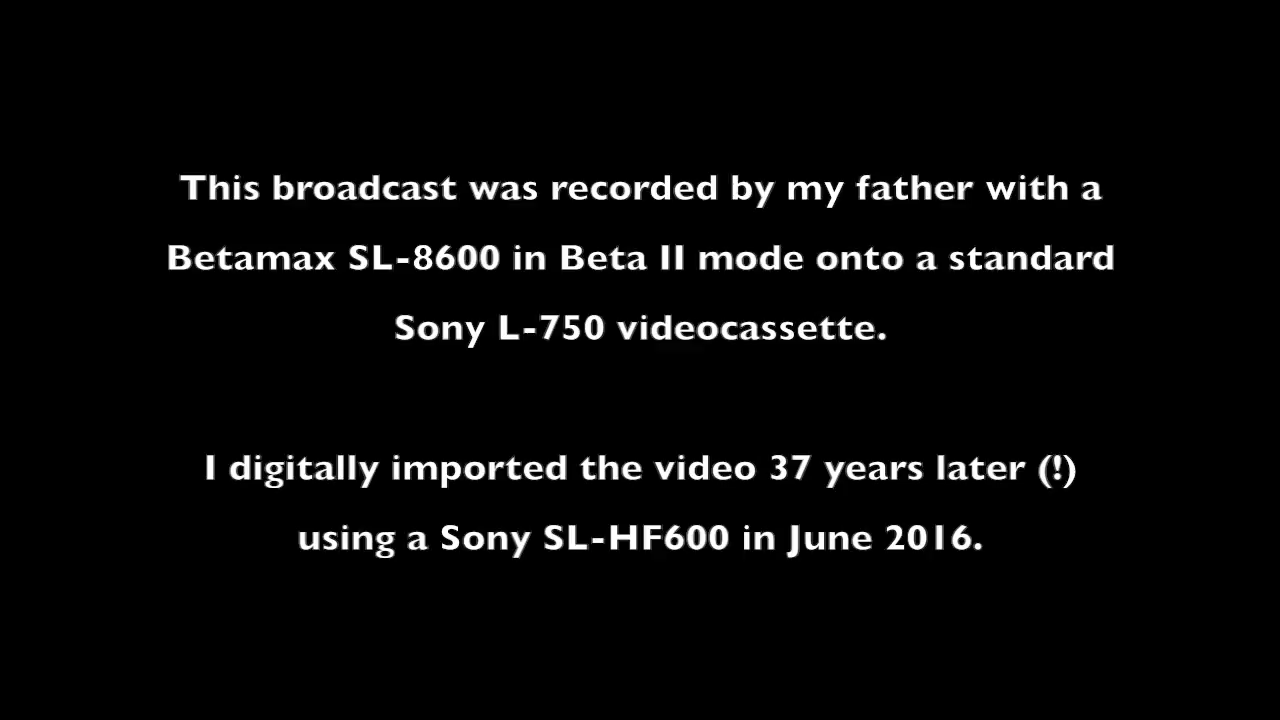 This broadcast was recorded by my father with a
Betamax SL-8600 in Beta II mode onto a standard
Sony L-750 videocassette.
I digitally imported the video 37 years later (!)
using a Sony SL-HF600 in June 2016.